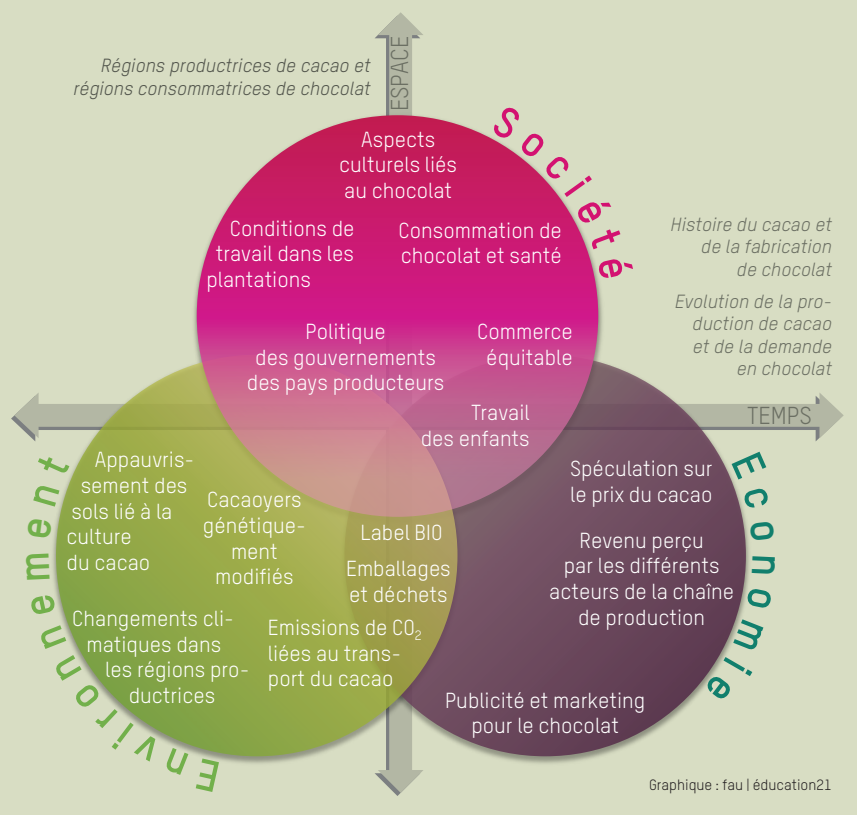 Régions productrices de cacao et
régions consommatrices de chocolat
ESPACE
Société
Aspects
culturels liés
au chocolat
Conditions de
travail dans les
plantations
Consommation de
chocolat et santé
Histoire du cacao et
de la fabrication
de chocolat
Evolution de la pro-
duction de cacao
et de la demande
en chocolat
Politique
des gouvernements
des pays producteurs
Commerce
équitable
Travail
des enfants
TEMPS
Environnement
Appauvris-
sement des
sols lié à la
culture
du cacao
Cacaoyers
génétique-
ment
modifiés
Changements cli-
matiques dans
les régions pro-
ductrices
Emissions de CO₂
liées au trans-
port du cacao
Label BIO
Emballages
et déchets
Economie
Spéculation sur
le prix du cacao
Revenu perçu
par les différents
acteurs de la chaîne
de production
Publicité et marketing
pour le chocolat
Graphique : fau | éducation21